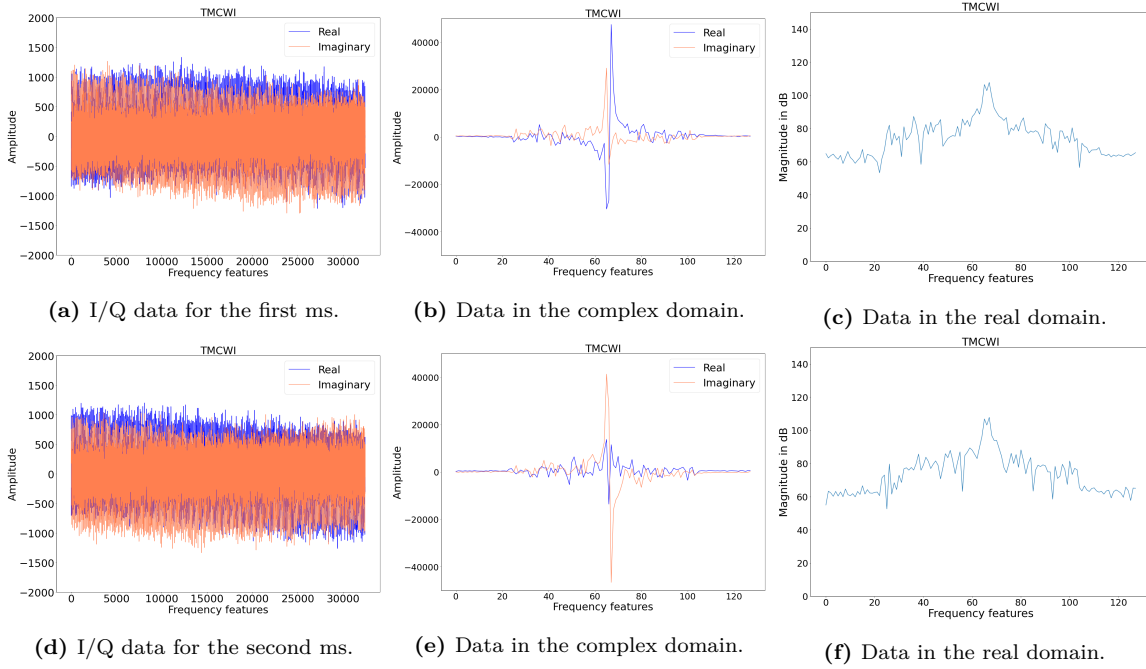 TMCWI
2000
1500
1000
500
0
−500
−1000
−1500
−2000
Amplitude
Real
Imaginary
0 5000 10000 15000 20000 25000 30000
Frequency features
(a) I/Q data for the first ms.
TMCWI
40000
20000
0
−20000
−40000
Amplitude
Real
Imaginary
0 20 40 60 80 100 120
Frequency features
(b) Data in the complex domain.
TMCWI
140
120
100
80
60
40
20
0
Magnitude in dB
0 20 40 60 80 100 120
Frequency features
(c) Data in the real domain.
TMCWI
2000
1500
1000
500
0
−500
−1000
−1500
−2000
Amplitude
Real
Imaginary
0 5000 10000 15000 20000 25000 30000
Frequency features
(d) I/Q data for the second ms.
TMCWI
40000
20000
0
−20000
−40000
Amplitude
Real
Imaginary
0 20 40 60 80 100 120
Frequency features
(e) Data in the complex domain.
TMCWI
140
120
100
80
60
40
20
0
Magnitude in dB
0 20 40 60 80 100 120
Frequency features
(f) Data in the real domain.